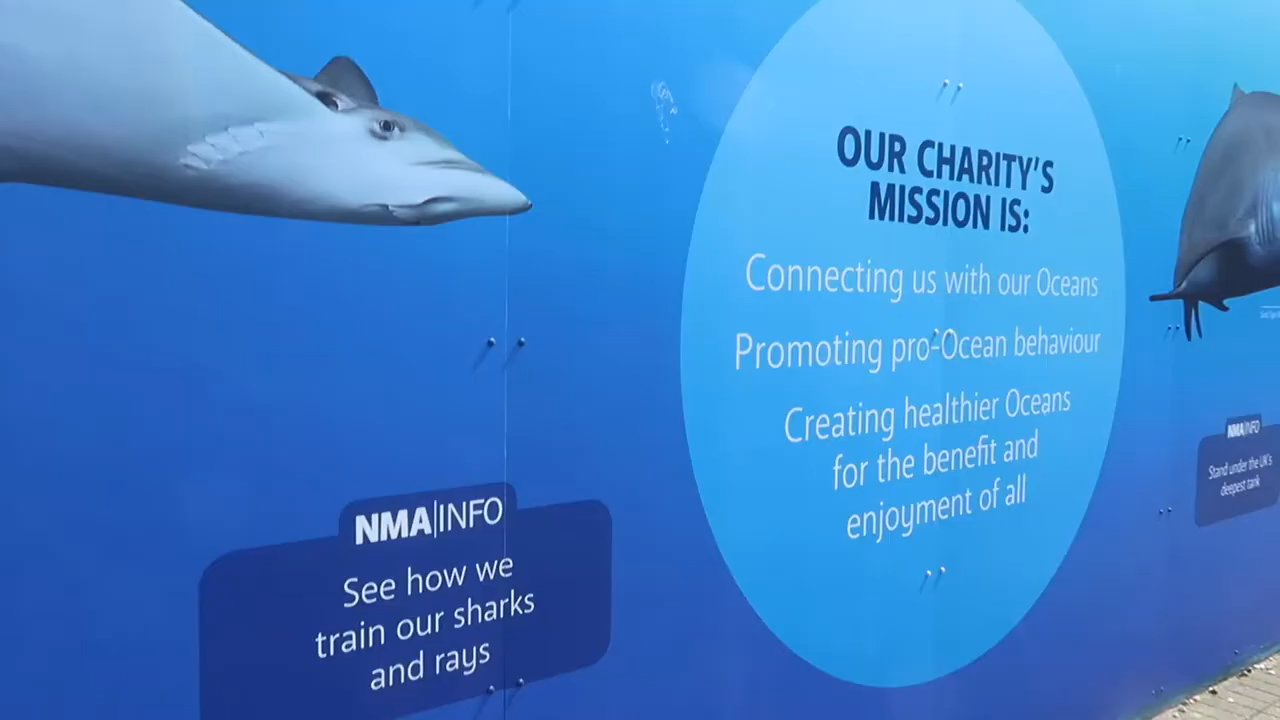 OUR CHARITY'S
MISSION IS:
Connecting us with our Oceans
Promoting pro-Ocean behaviour
Creating healthier Oceans
for the benefit and
enjoyment of all
NMA|INFO
See how we
train our sharks
and rays
NMA|INFO
Stand under the UK's
deepest tank